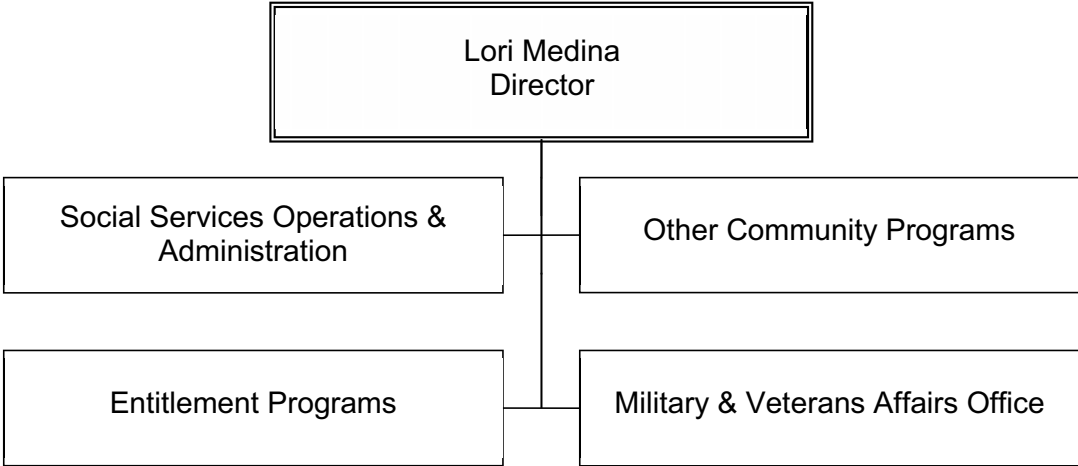 Lori Medina
Director
Social Services Operations &
Administration
Other Community Programs
Entitlement Programs
Military & Veterans Affairs Office